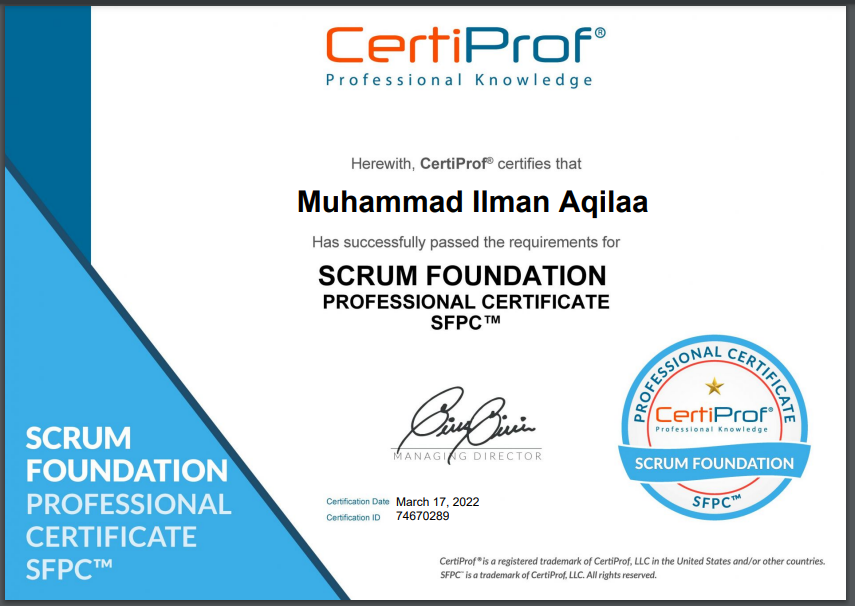 CertiProf®
Professional Knowledge
Herewith, CertiProf® certifies that
Muhammad Ilman Aqilaa
Has successfully passed the requirements for
SCRUM FOUNDATION
PROFESSIONAL CERTIFICATE
SFPC™
MANAGING DIRECTOR
Certification Date March 17, 2022
Certification ID 74670289
SCRUM
FOUNDATION
PROFESSIONAL
CERTIFICATE
SFPC™
PROFESSIONAL CERTIFICATE
CertiProf®
Professional Knowledge
SCRUM FOUNDATION
SFPC™
CertiProf® is a registered trademark of CertiProf, LLC in the United States and/or other countries.
SFPC™ is a trademark of CertiProf, LLC. All rights reserved.